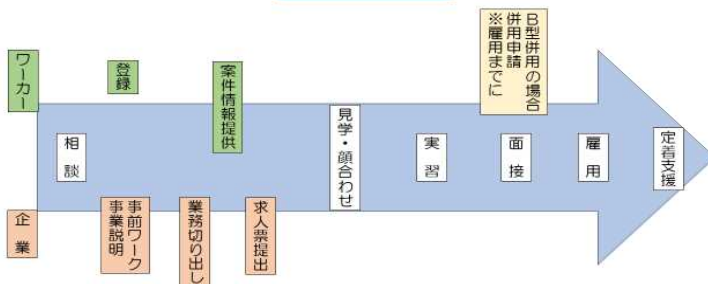 ワーカー
登録
案件情報提供
B型併用の場合
併用申請
※雇用までに
相談
見学・顔合わせ
実習
面接
雇用
定着支援
企業
事前ワーク
事業説明
業務切り出し
求人票提出